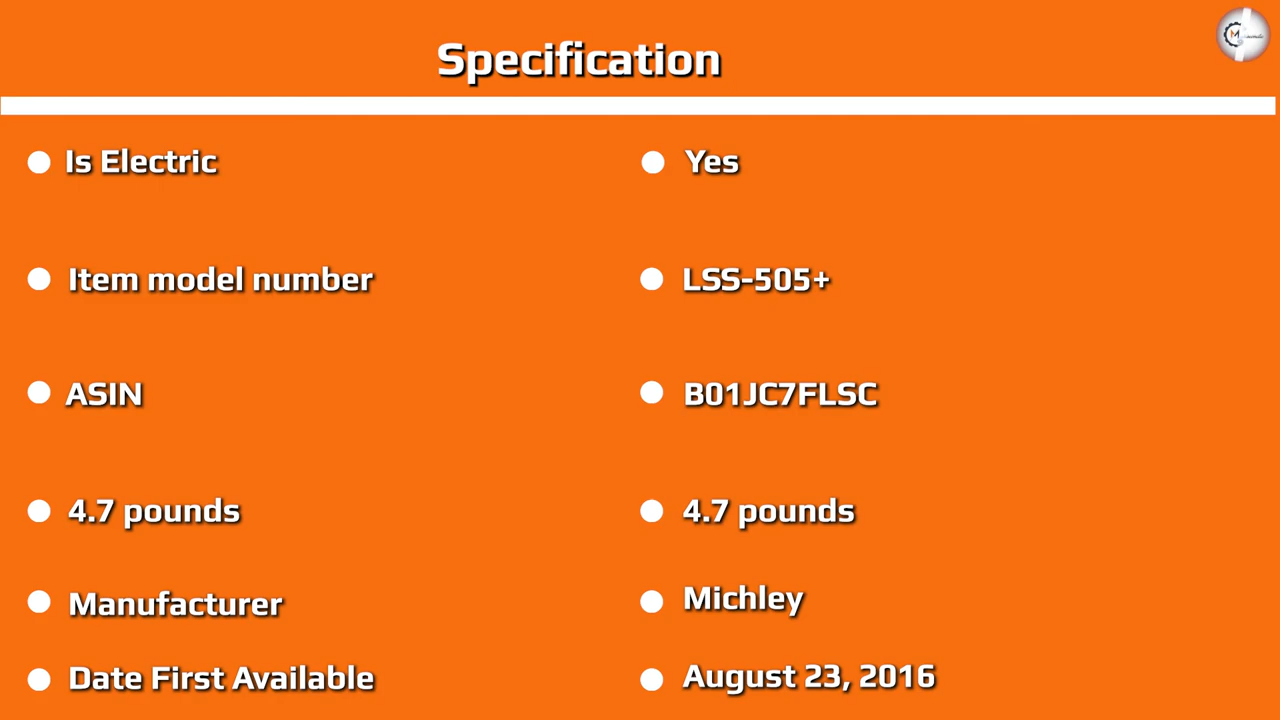 Specification
Is Electric
Yes
Item model number
LSS-505+
ASIN
B01JC7FLSC
4.7 pounds
4.7 pounds
Manufacturer
Michley
Date First Available
August 23, 2016